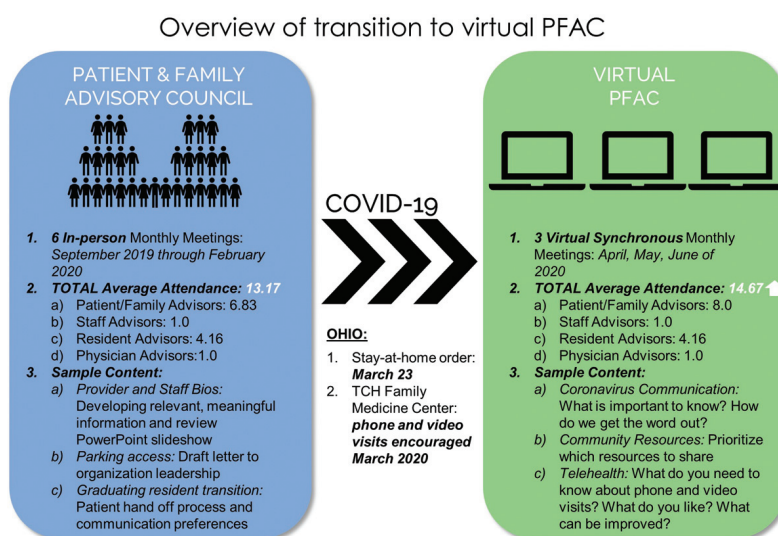 Overview of transition to virtual PFAC
PATIENT & FAMILY
ADVISORY COUNCIL
1. 6 In-person Monthly Meetings:
September 2019 through February
2020
2. TOTAL Average Attendance: 13.17
a) Patient/Family Advisors: 6.83
b) Staff Advisors: 1.0
c) Resident Advisors: 4.16
d) Physician Advisors:1.0
3. Sample Content:
a) Provider and Staff Bios:
Developing relevant, meaningful
information and review
PowerPoint slideshow
b) Parking access: Draft letter to
organization leadership
c) Graduating resident transition:
Patient hand off process and
communication preferences
COVID-19
OHIO:
1. Stay-at-home order:
March 23
2. TCH Family
Medicine Center:
phone and video
visits encouraged
March 2020
VIRTUAL
PFAC
1. 3 Virtual Synchronous Monthly
Meetings: April, May, June of
2020
2. TOTAL Average Attendance: 14.67
a) Patient/Family Advisors: 8.0
b) Staff Advisors: 1.0
c) Resident Advisors: 4.16
d) Physician Advisors: 1.0
3. Sample Content:
a) Coronavirus Communication:
What is important to know? How
do we get the word out?
b) Community Resources: Prioritize
which resources to share
c) Telehealth: What do you need to
know about phone and video
visits? What do you like? What
can be improved?